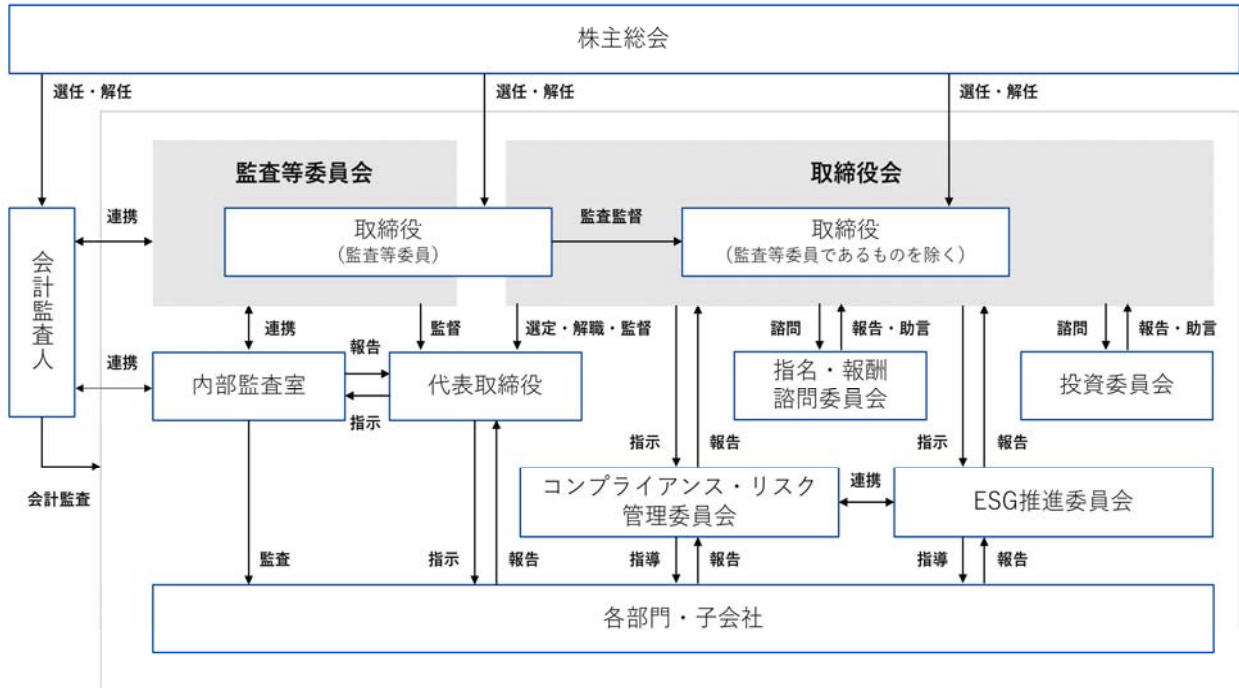 株主総会
選任・解任
選任・解任
選任・解任
監査等委員会
取締役会
会計監査人
連携
取締役
（監査等委員）
監査監督
取締役
（監査等委員であるものを除く）
連携
監督
選定・解職・監督
諮問
報告・助言
諮問
報告・助言
連携
内部監査室
報告
指示
代表取締役
指名・報酬
諮問委員会
投資委員会
指示
報告
指示
報告
会計監査
コンプライアンス・リスク
管理委員会
連携
ESG推進委員会
監査
指示
報告
指導
報告
指導
報告
各部門・子会社